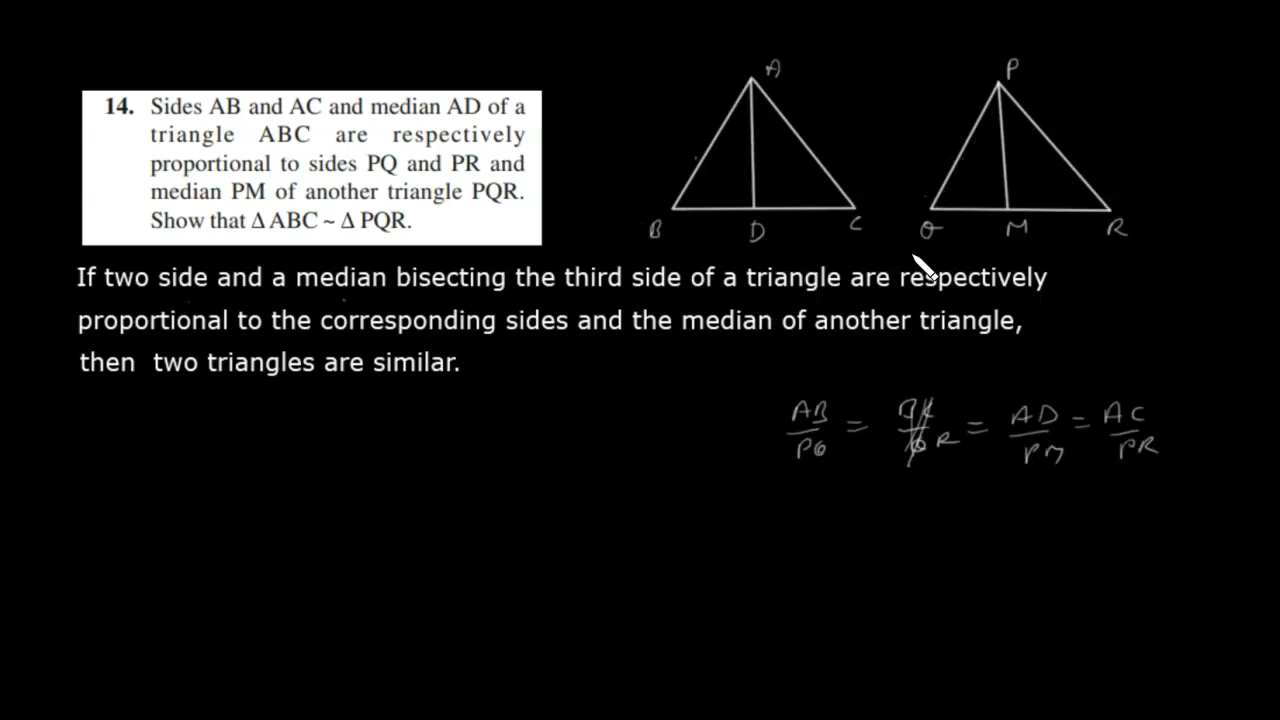 14. Sides AB and AC and median AD of a
triangle ABC are respectively
proportional to sides PQ and PR and
median PM of another triangle PQR.
Show that Δ ABC ~ Δ PQR.
A
B
D
C
P
Q
M
R
If two side and a median bisecting the third side of a triangle are respectively
proportional to the corresponding sides and the median of another triangle,
then two triangles are similar.
AB = = AD = AC
PQ R PM PR